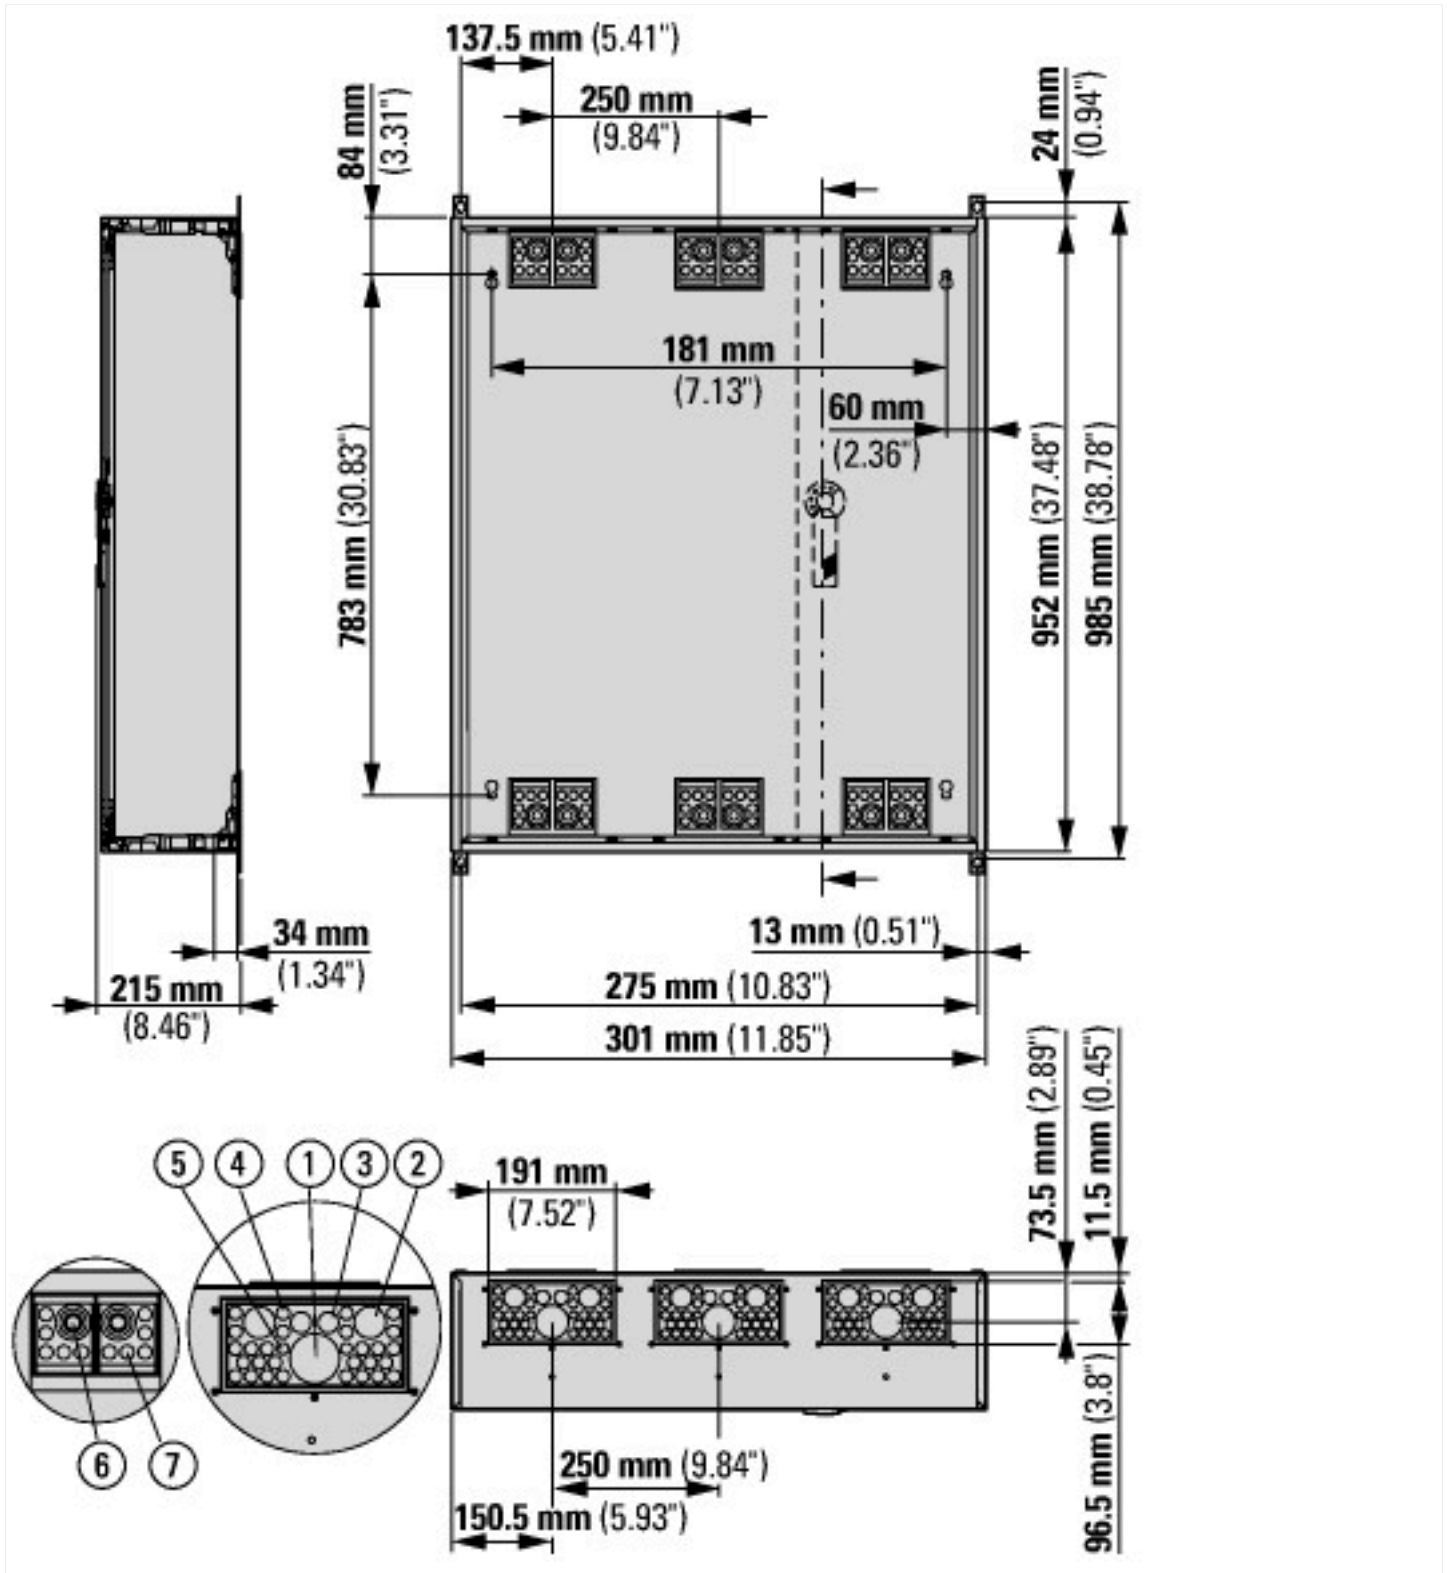 137.5 mm (5.41")
250 mm
(9.84")
84 mm
(3.31")
24 mm
(0.94")
181 mm
(7.13")
60 mm
(2.36")
783 mm (30.83")
952 mm (37.48")
985 mm (38.78")
34 mm
(1.34")
215 mm
(8.46")
13 mm (0.51")
275 mm (10.83")
301 mm (11.85")
73.5 mm (2.89")
11.5 mm (0.45")
5 4 1 3 2
191 mm
(7.52")
6 7
250 mm (9.84")
150.5 mm (5.93")
96.5 mm (3.8")